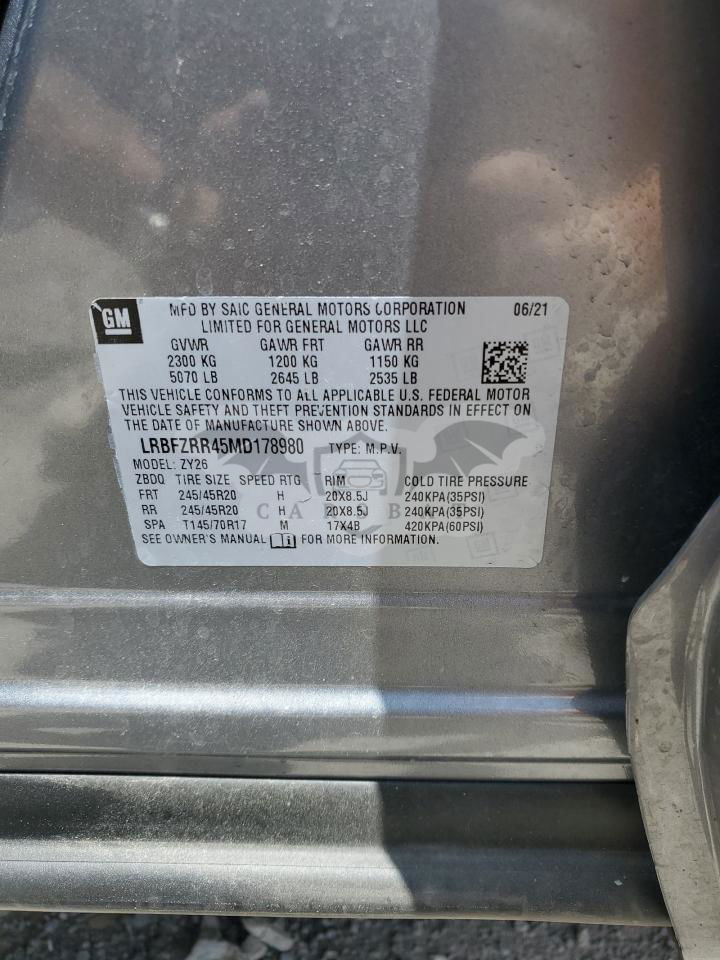 GM
MFD BY SAIC GENERAL MOTORS CORPORATION 06/21
LIMITED FOR GENERAL MOTORS LLC
GVWR GAWR FRT GAWR RR
2300 KG 1200 KG 1150 KG
5070 LB 2645 LB 2535 LB
THIS VEHICLE CONFORMS TO ALL APPLICABLE U.S. FEDERAL MOTOR
VEHICLE SAFETY AND THEFT PREVENTION STANDARDS IN EFFECT ON
THE DATE OF MANUFACTURE SHOWN ABOVE.
LRBFZRR45MD178980 TYPE: M.P.V.
MODEL: ZY26
ZBDQ TIRE SIZE SPEED RTG RIM COLD TIRE PRESSURE
FRT 245/45R20 H 20X8.5J 240KPA(35PSI)
RR 245/45R20 H 20X8.5J 240KPA(35PSI)
SPA T145/70R17 M 17X4B 420KPA(60PSI)
SEE OWNER'S MANUAL FOR MORE INFORMATION.